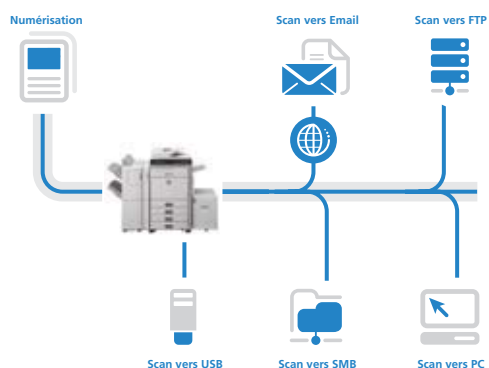 Numérisation
Scan vers Email
Scan vers FTP
Scan vers USB
Scan vers SMB
Scan vers PC